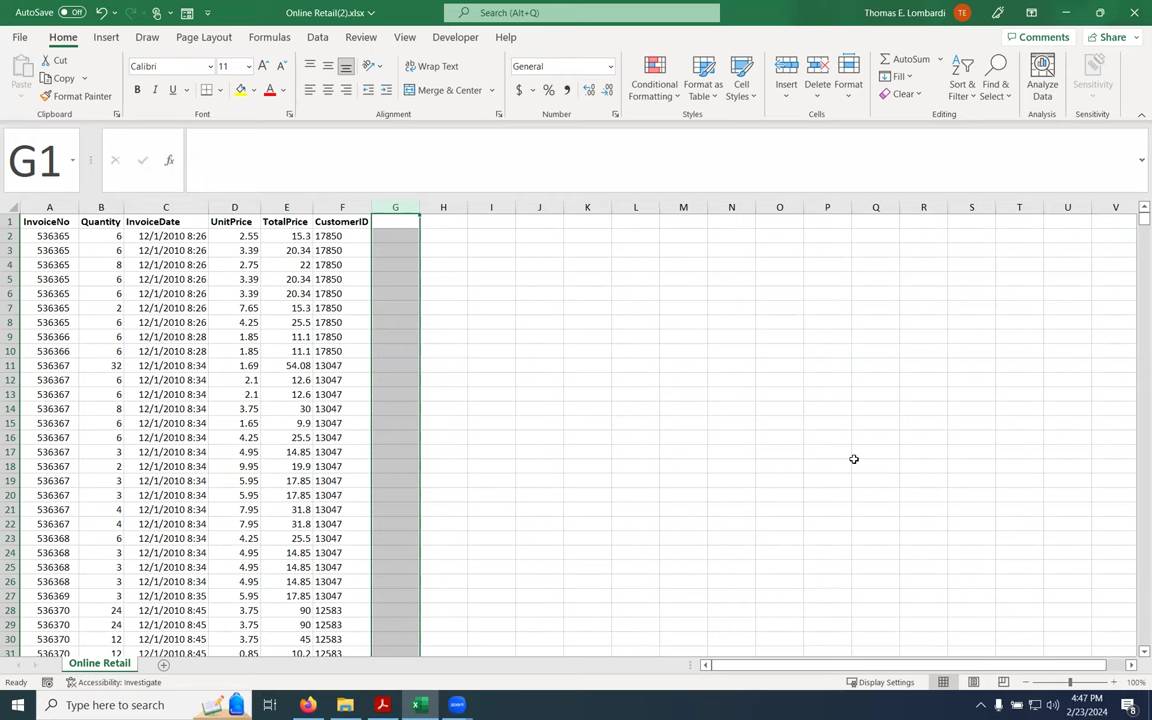 AutoSave Off Online Retail(2).xlsx Search (Alt+Q) Thomas E. Lombardi TE
File Home Insert Draw Page Layout Formulas Data Review View Developer Help Comments Share
Paste Cut Copy Format Painter Clipboard
Calibri 11 Font
Wrap Text Merge & Center Alignment
General Number
Conditional Formatting Format as Table Cell Styles Styles
Insert Delete Format Cells
AutoSum Fill Clear Sort & Filter Find & Select Editing
Analyze Data Analysis Sensitivity Sensitivity
G1 fx
A B C D E F G H I J K L M N O P Q R S T U V
1 InvoiceNo Quantity InvoiceDate UnitPrice TotalPrice CustomerID
2 536365 6 12/1/2010 8:26 2.55 15.3 17850
3 536365 6 12/1/2010 8:26 3.39 20.34 17850
4 536365 8 12/1/2010 8:26 2.75 22 17850
5 536365 6 12/1/2010 8:26 3.39 20.34 17850
6 536365 6 12/1/2010 8:26 3.39 20.34 17850
7 536365 2 12/1/2010 8:26 7.65 15.3 17850
8 536365 6 12/1/2010 8:26 4.25 25.5 17850
9 536366 6 12/1/2010 8:28 1.85 11.1 17850
10 536366 6 12/1/2010 8:28 1.85 11.1 17850
11 536367 32 12/1/2010 8:34 1.69 54.08 13047
12 536367 6 12/1/2010 8:34 2.1 12.6 13047
13 536367 6 12/1/2010 8:34 2.1 12.6 13047
14 536367 8 12/1/2010 8:34 3.75 30 13047
15 536367 6 12/1/2010 8:34 1.65 9.9 13047
16 536367 6 12/1/2010 8:34 4.25 25.5 13047
17 536367 3 12/1/2010 8:34 4.95 14.85 13047
18 536367 2 12/1/2010 8:34 9.95 19.9 13047
19 536367 3 12/1/2010 8:34 5.95 17.85 13047
20 536367 3 12/1/2010 8:34 5.95 17.85 13047
21 536367 4 12/1/2010 8:34 7.95 31.8 13047
22 536367 4 12/1/2010 8:34 7.95 31.8 13047
23 536368 6 12/1/2010 8:34 4.25 25.5 13047
24 536368 3 12/1/2010 8:34 4.95 14.85 13047
25 536368 3 12/1/2010 8:34 4.95 14.85 13047
26 536368 3 12/1/2010 8:34 4.95 14.85 13047
27 536369 3 12/1/2010 8:35 5.95 17.85 13047
28 536370 24 12/1/2010 8:45 3.75 90 12583
29 536370 24 12/1/2010 8:45 3.75 90 12583
30 536370 12 12/1/2010 8:45 3.75 45 12583
31 536370 12 12/1/2010 8:45 0.85 10.2 12583
Online Retail
Ready Accessibility: Investigate Display Settings 100%
Type here to search zoom 4:47 PM
2/23/2024 8